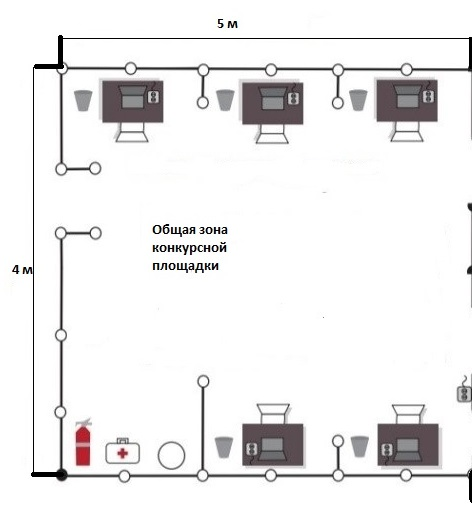 5 м
Общая зона
конкурсной
площадки
4 м